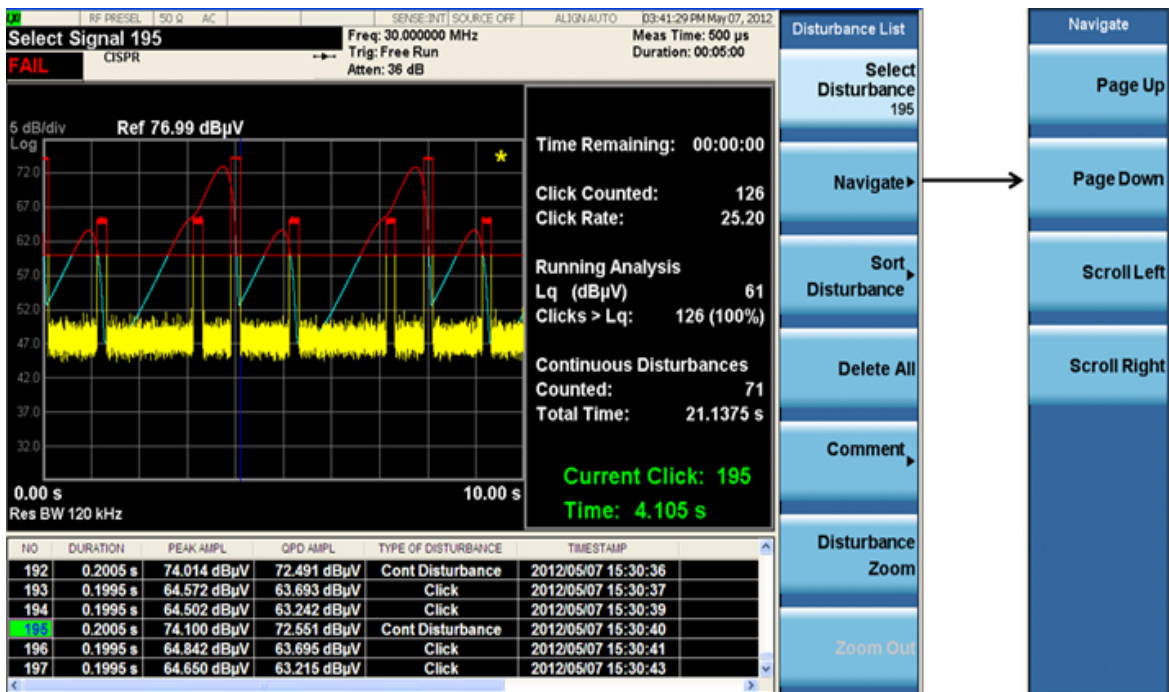 LXI RF PRESEL 50 Ω AC SENSE:INT SOURCE OFF ALIGNAUTO 03:41:29 PM May 07, 2012
Select Signal 195
Freq: 30.000000 MHz
Meas Time: 500 µs
FAIL
CISPR
Trig: Free Run
Duration: 00:05:00
Atten: 36 dB
5 dB/div
Ref 76.99 dBµV
Log
72.0
67.0
62.0
57.0
52.0
47.0
42.0
37.0
32.0
*
0.00 s
10.00 s
Res BW 120 kHz
Time Remaining: 00:00:00
Click Counted: 126
Click Rate: 25.20
Running Analysis
Lq (dBµV) 61
Clicks > Lq: 126 (100%)
Continuous Disturbances
Counted: 71
Total Time: 21.1375 s
Current Click: 195
Time: 4.105 s
NO DURATION PEAK AMPL QPD AMPL TYPE OF DISTURBANCE TIMESTAMP
192 0.2005 s 74.014 dBµV 72.491 dBµV Cont Disturbance 2012/05/07 15:30:36
193 0.1995 s 64.572 dBµV 63.693 dBµV Click 2012/05/07 15:30:37
194 0.1995 s 64.502 dBµV 63.242 dBµV Click 2012/05/07 15:30:39
195 0.2005 s 74.100 dBµV 72.551 dBµV Cont Disturbance 2012/05/07 15:30:40
196 0.1995 s 64.842 dBµV 63.695 dBµV Click 2012/05/07 15:30:41
197 0.1995 s 64.650 dBµV 63.215 dBµV Click 2012/05/07 15:30:43
Disturbance List
Select
Disturbance
195
Navigate
Sort
Disturbance
Delete All
Comment
Disturbance
Zoom
Zoom Out
Navigate
Page Up
Page Down
Scroll Left
Scroll Right